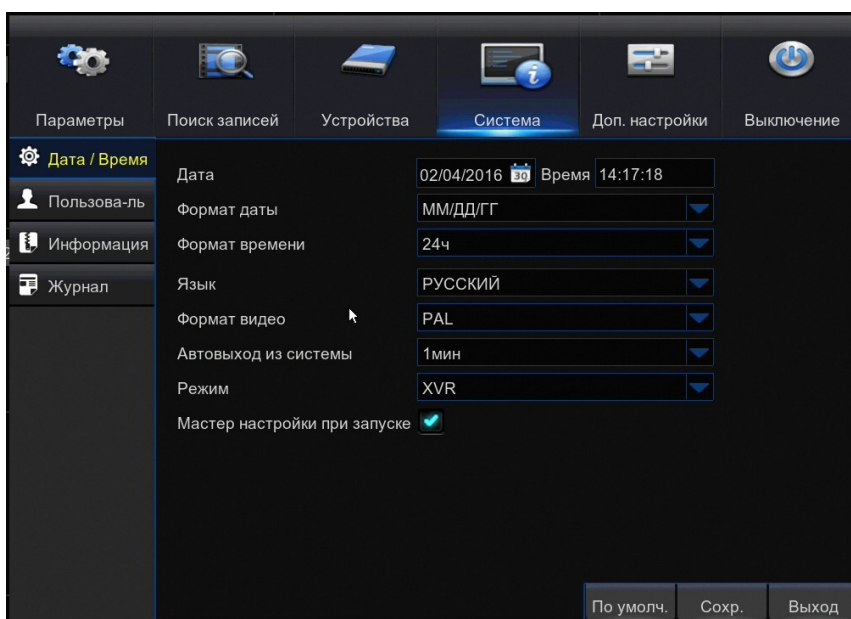 Параметры Поиск записей Устройства Система Доп. настройки Выключение
Дата / Время
Пользова-ль
Информация
Журнал
Дата 02/04/2016 30 Время 14:17:18
Формат даты ММ/ДД/ГГ
Формат времени 24ч
Язык РУССКИЙ
Формат видео PAL
Автовыход из системы 1мин
Режим XVR
Мастер настройки при запуске
По умолч. Сохр. Выход